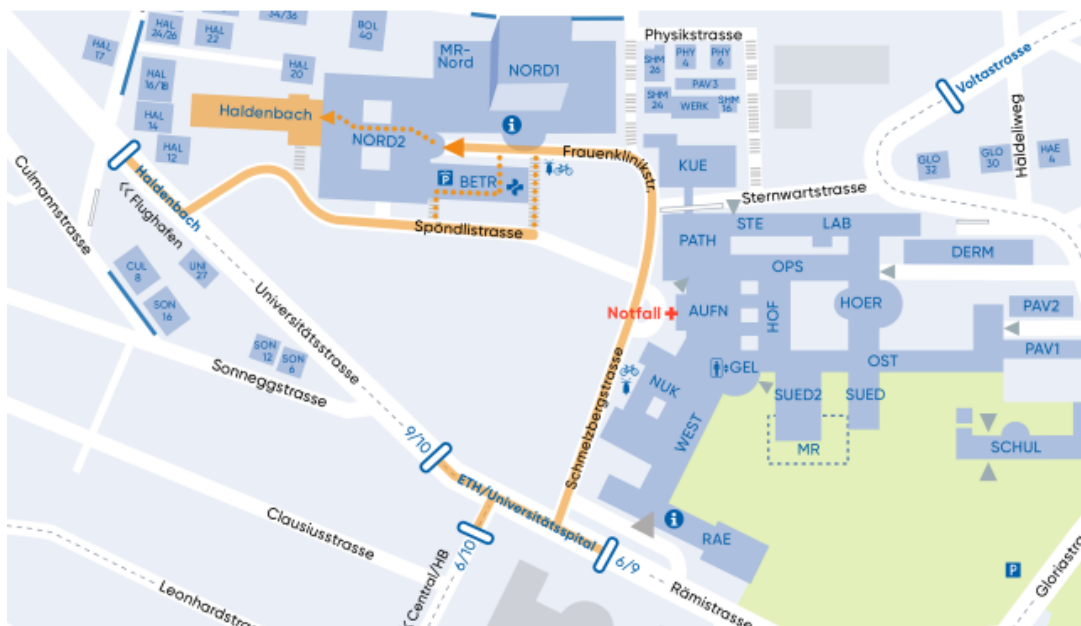 34/36
HAL
24/26
HAL
22
BOL
40
Physikstrasse
HAL
17
MR-
Nord
NORD1
SHM
26
PHY
4
PHY
6
HAL
16/18
HAL
20
PAV3
Voltastrasse
SHM
24
WERK
SHM
16
Haldenbach
HAL
14
i
NORD2
Häldeliweg
HAL
12
Frauenklinikstr.
KUE
GLO
32
GLO
30
HAE
4
P
BETR
Culmannstrasse
Haldenbach
Flughafen
Sternwartstrasse
Spöndlistrasse
PATH
STE
LAB
DERM
OPS
CUL
8
UNI
27
SON
16
Universitätsstrasse
Notfall
AUFN
HOF
HOER
PAV2
PAV1
SON
12
SON
6
Sonneggstrasse
NUK
GEL
OST
SUED2
SUED
WEST
Schmelzbergstrasse
MR
SCHUL
9/10
ETH/Universitätsspital
Clausiusstrasse
i
RAE
6/10
6/9
Central/HB
Rämistrasse
P
Gloriastra
Leonhardstra